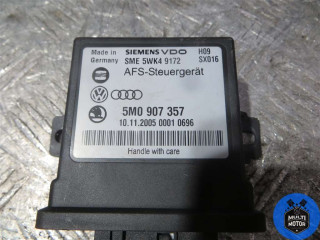 Made in
Germany
SIEMENS VDO
SME 5WK4 9172
H09
SX016
AFS-Steuergerät
5M0 907 357
10.11.2005 0001 0696
Handle with care
MULTI
MOTOR